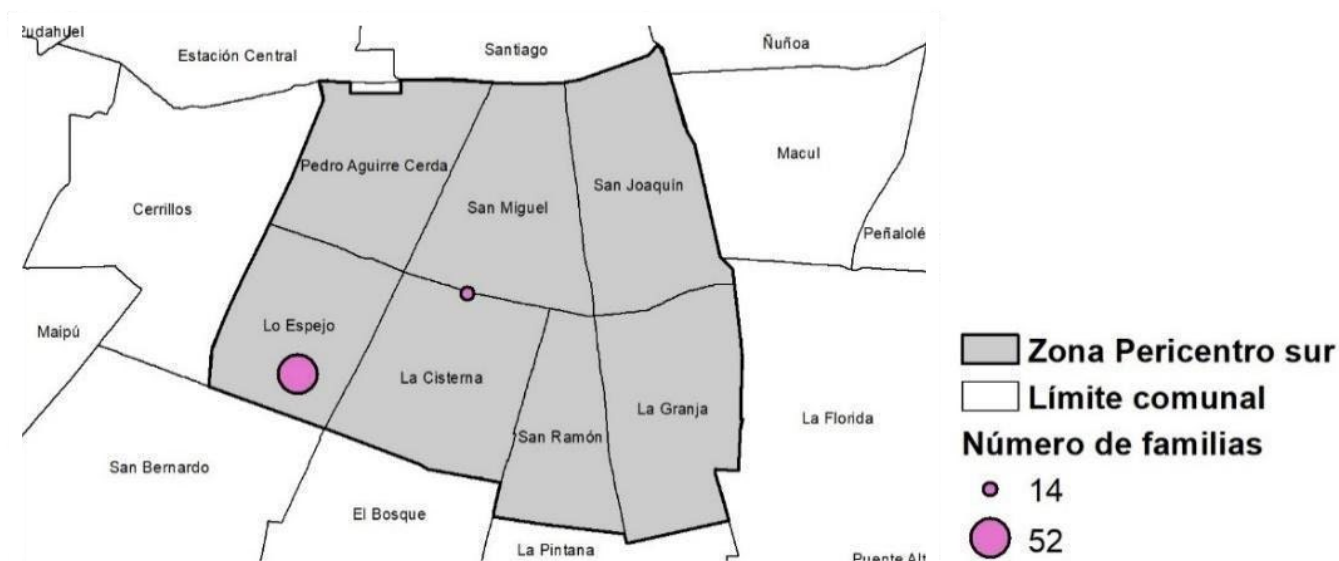 Pudahuel
Estación Central
Santiago
Ñuñoa
Pedro Aguirre Cerda
Macul
San Joaquín
San Miguel
Cerrillos
Peñalolé
Lo Espejo
Maipú
La Cisterna
La Granja
La Florida
San Ramón
San Bernardo
El Bosque
La Pintana
Puente Alt
Zona Pericentro sur
Límite comunal
Número de familias
14
52